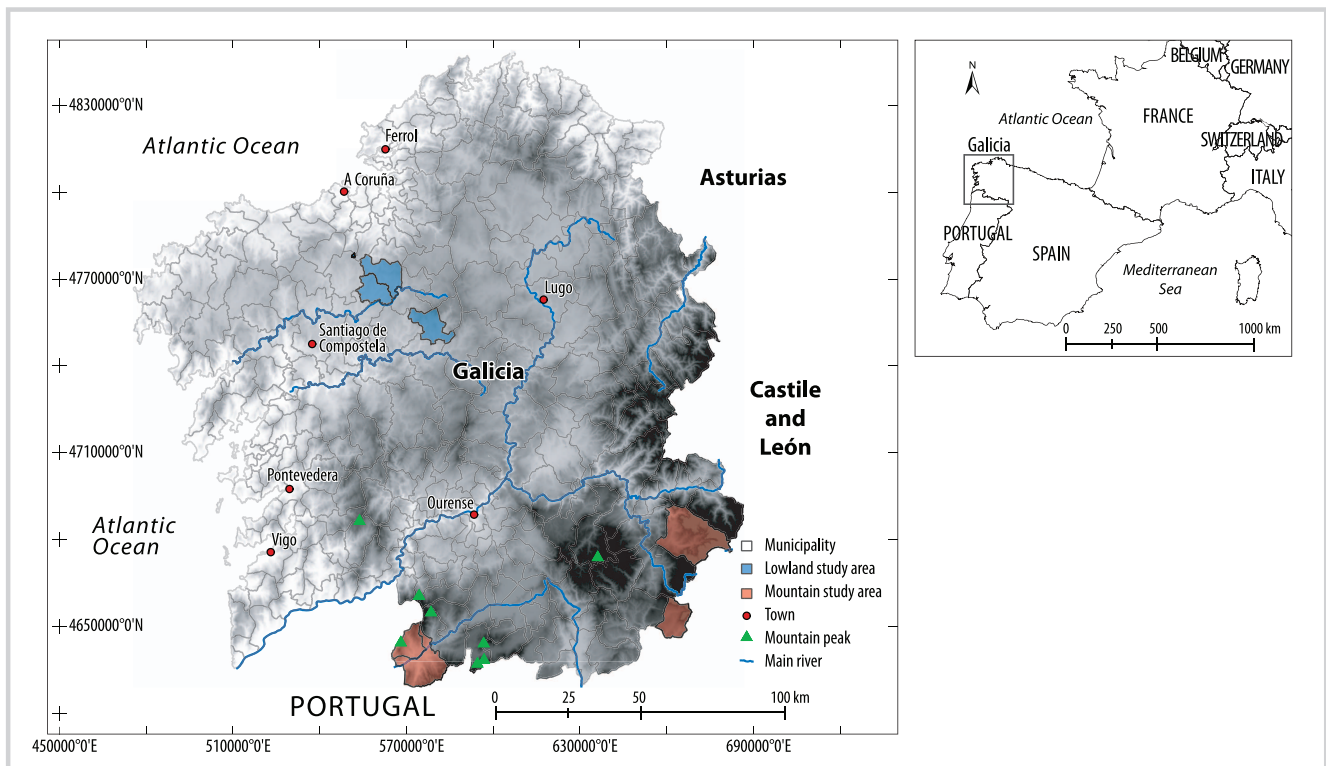 4830000°0'N
4770000°0'N
4710000°0'N
4650000°0'N
450000°0'E
510000°0'E
570000°0'E
630000°0'E
690000°0'E
Atlantic Ocean
Ferrol
A Coruña
Asturias
Lugo
Santiago de
Compostela
Galicia
Castile
and
León
Pontevedra
Ourense
Atlantic
Ocean
Vigo
PORTUGAL
Municipality
Lowland study area
Mountain study area
Town
Mountain peak
Main river
0 25 50 100 km
N
BELGIUM
GERMANY
Atlantic Ocean
FRANCE
SWITZERLAND
Galicia
ITALY
PORTUGAL
SPAIN
Mediterranean
Sea
0 250 500 1000 km